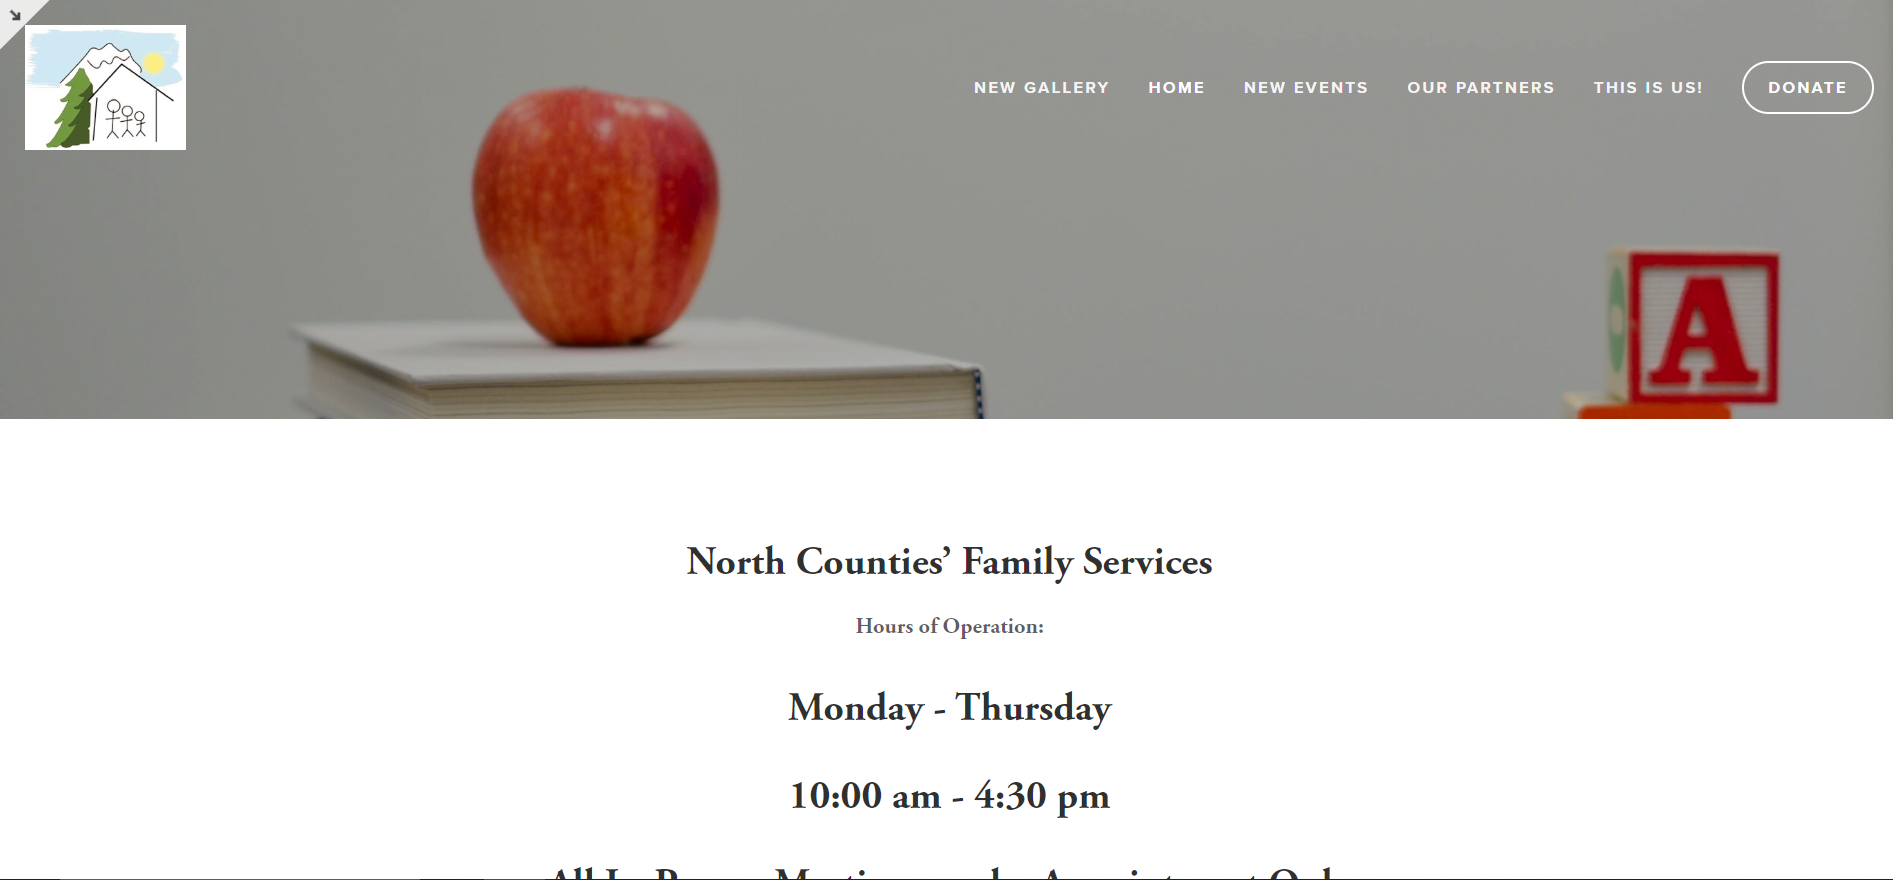 NEW GALLERY HOME NEW EVENTS OUR PARTNERS THIS IS US! DONATE
A
North Counties’ Family Services
Hours of Operation:
Monday - Thursday
10:00 am - 4:30 pm